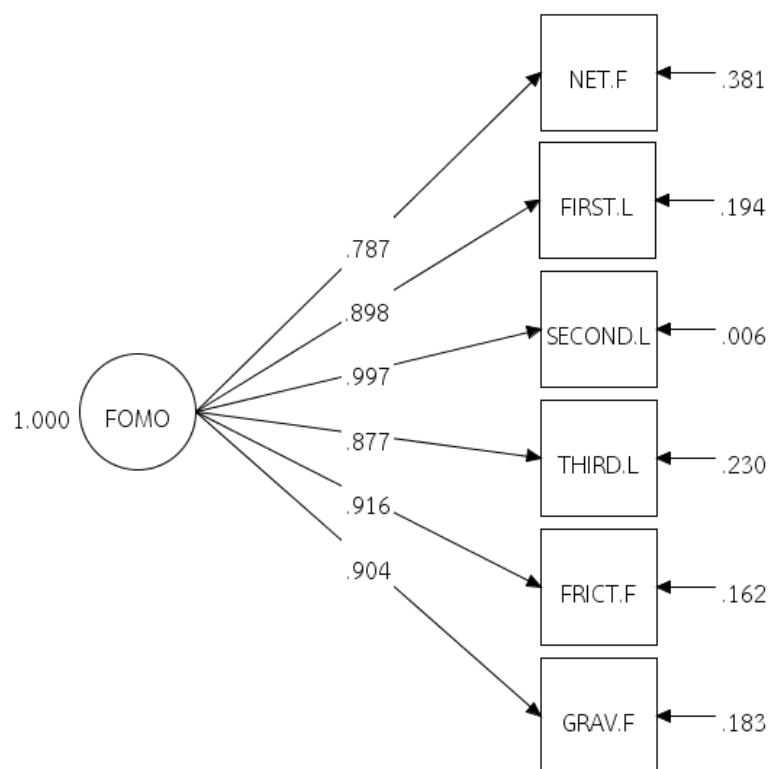 NET.F
.381
.787
FIRST.L
.194
.898
SECOND.L
.006
.997
1.000
FOMO
THIRD.L
.230
.877
FRICT.F
.162
.916
GRAV.F
.183
.904